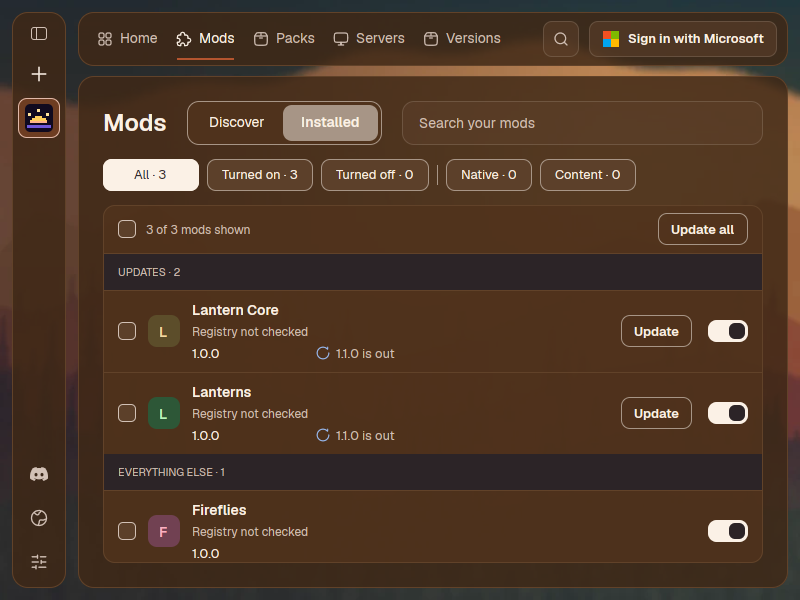 Home
Mods
Packs
Servers
Versions
Sign in with Microsoft
Mods
Discover
Installed
Search your mods
All · 3
Turned on · 3
Turned off · 0
Native · 0
Content · 0
3 of 3 mods shown
Update all
UPDATES · 2
L
Lantern Core
Registry not checked
1.0.0
1.1.0 is out
Update
L
Lanterns
Registry not checked
1.0.0
1.1.0 is out
Update
EVERYTHING ELSE · 1
F
Fireflies
Registry not checked
1.0.0